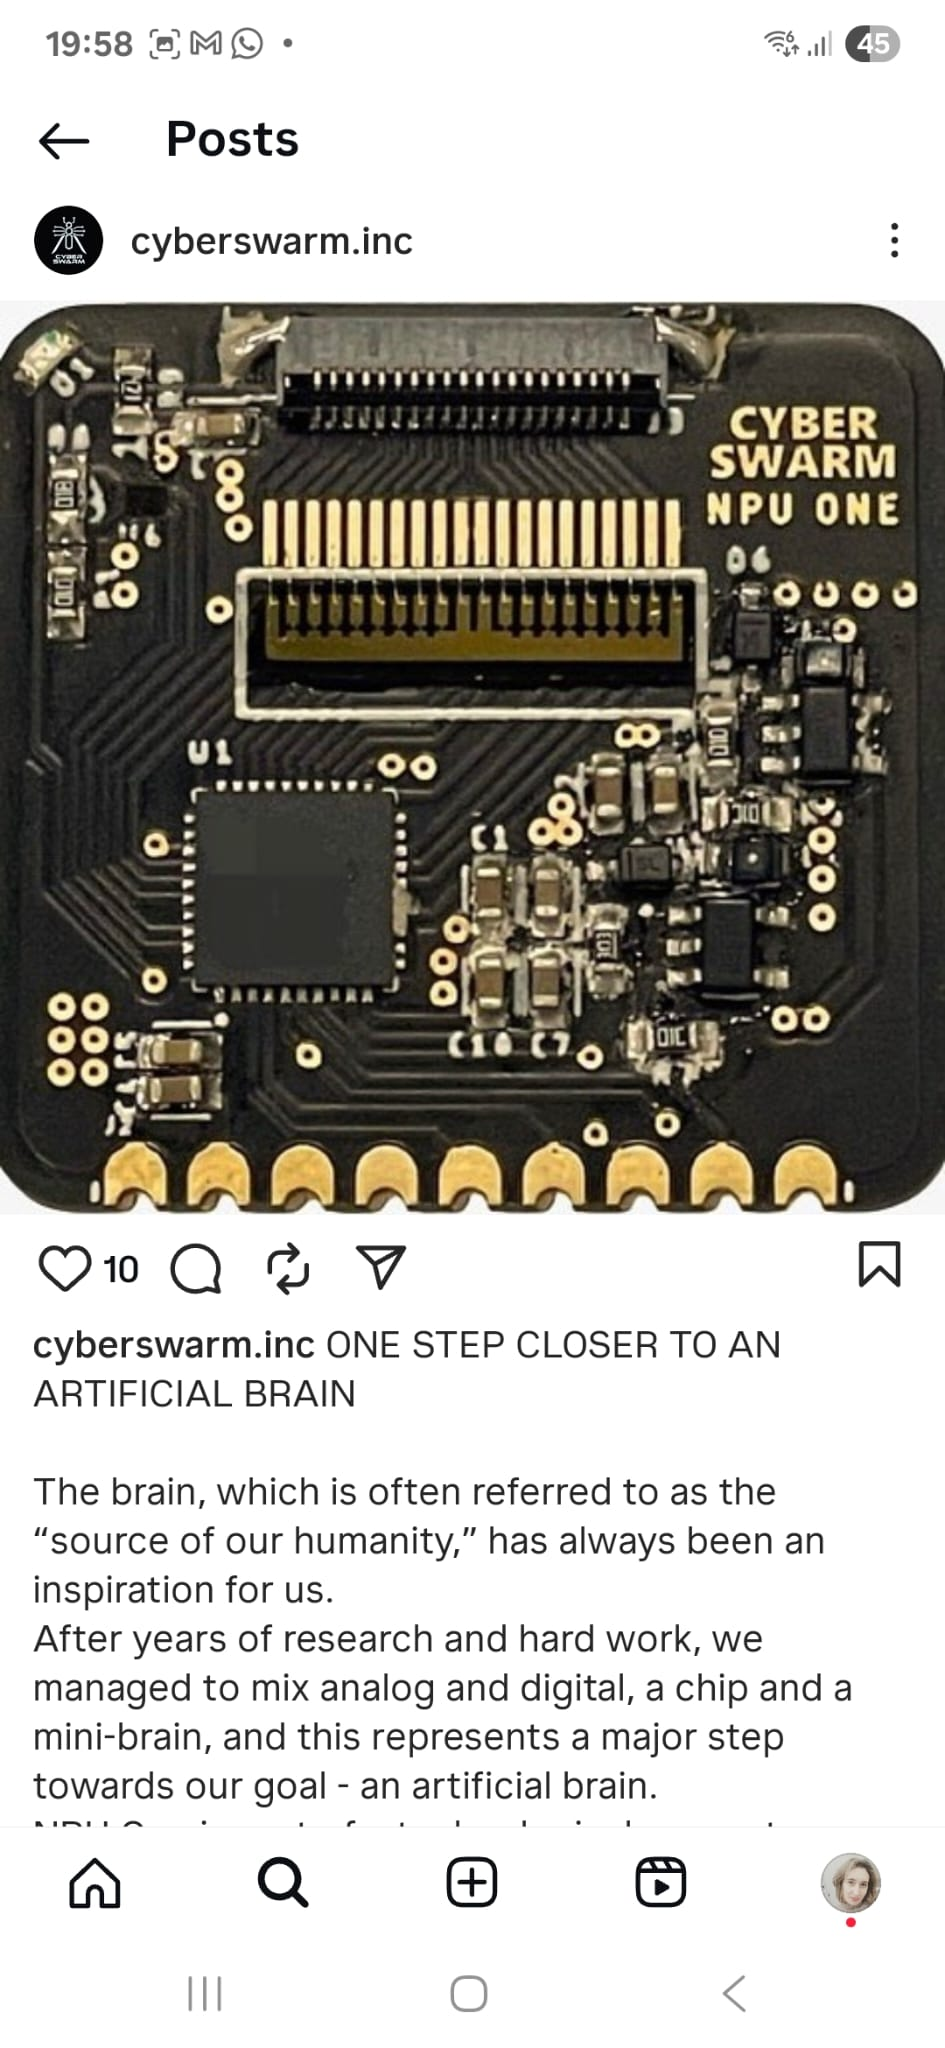 19:58
45
Posts
CYBER
SWARM
cyberswarm.inc
CYBER
SWARM
NPU ONE
U1
C1
10
cyberswarm.inc ONE STEP CLOSER TO AN
ARTIFICIAL BRAIN
The brain, which is often referred to as the
“source of our humanity,” has always been an
inspiration for us.
After years of research and hard work, we
managed to mix analog and digital, a chip and a
mini-brain, and this represents a major step
towards our goal - an artificial brain.